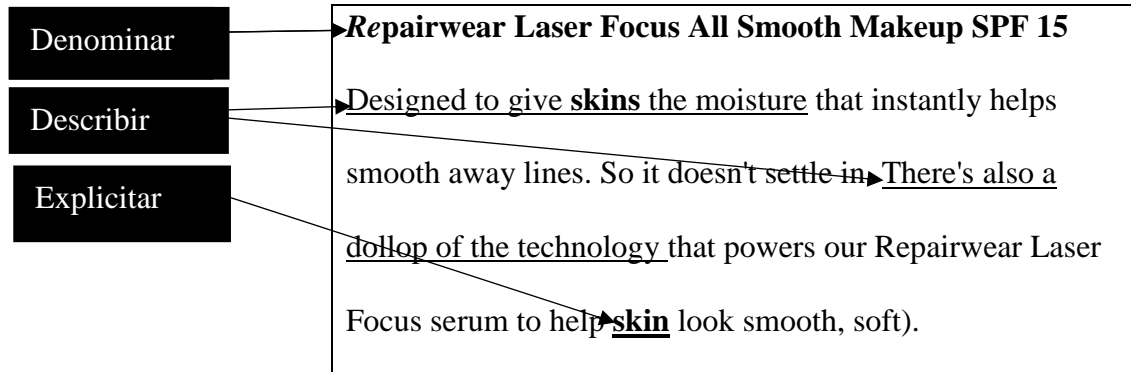 Denominar
Describir
Explicitar
Repairwear Laser Focus All Smooth Makeup SPF 15
Designed to give skins the moisture that instantly helps
smooth away lines. So it doesn't settle in. There's also a
dollop of the technology that powers our Repairwear Laser
Focus serum to help skin look smooth, soft).